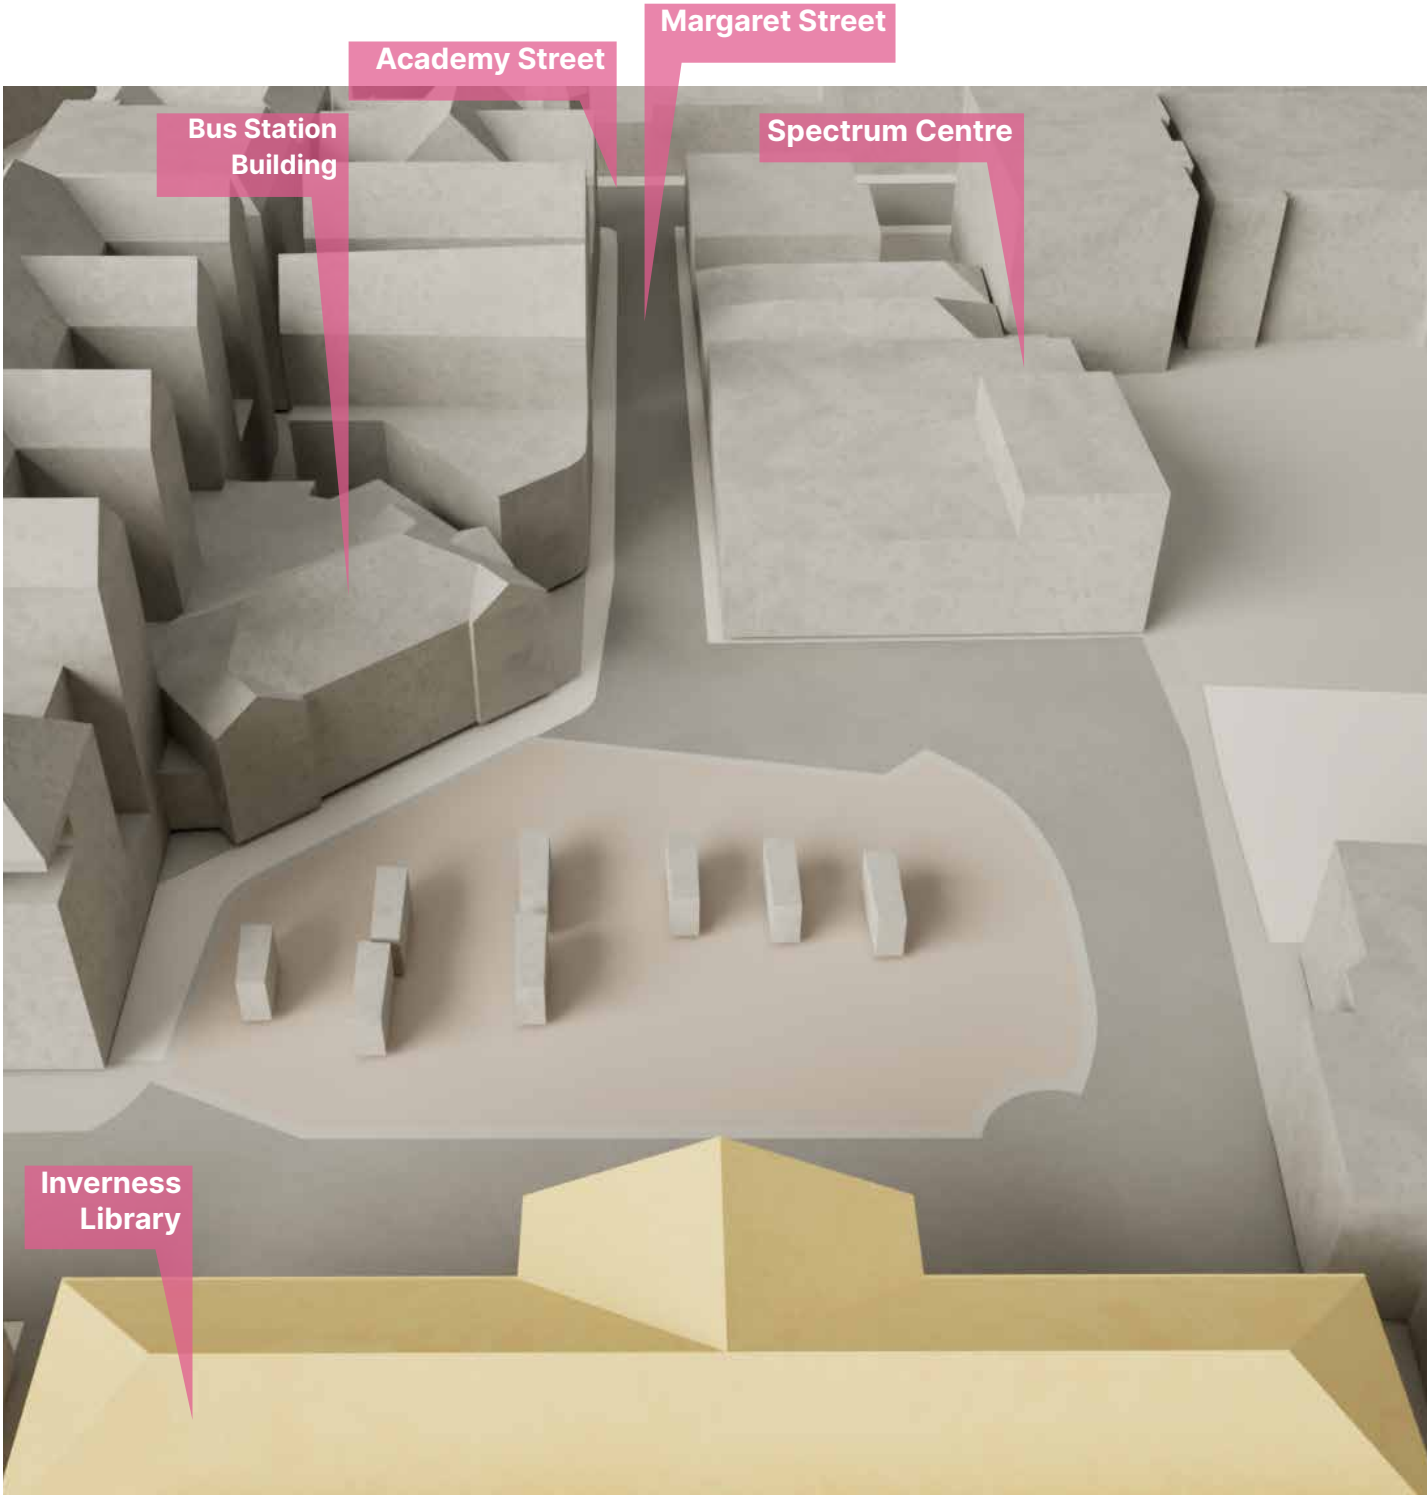 Margaret Street
Academy Street
Bus Station
Building
Spectrum Centre
Inverness
Library